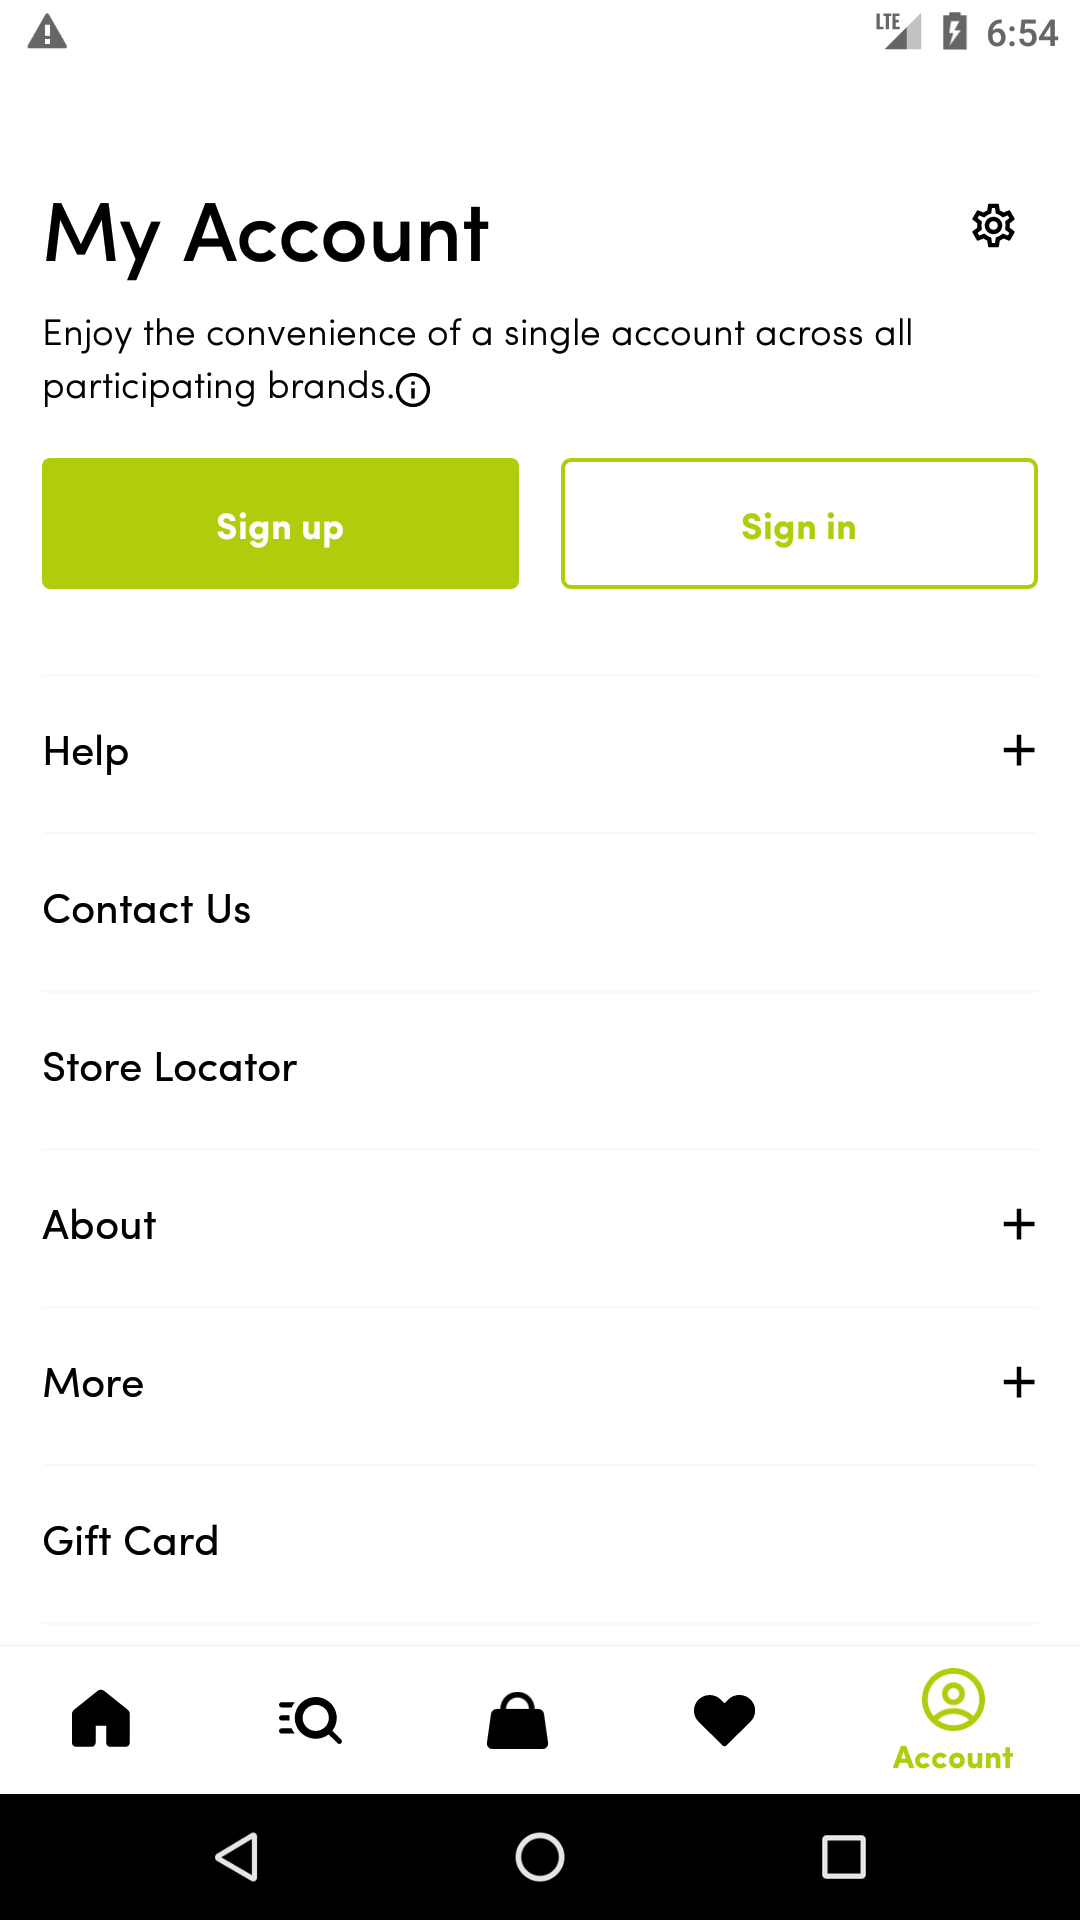 LTE 6:54
My Account
Enjoy the convenience of a single account across all
participating brands.
Sign up Sign in
Help
Contact Us
Store Locator
About
More
Gift Card
Account